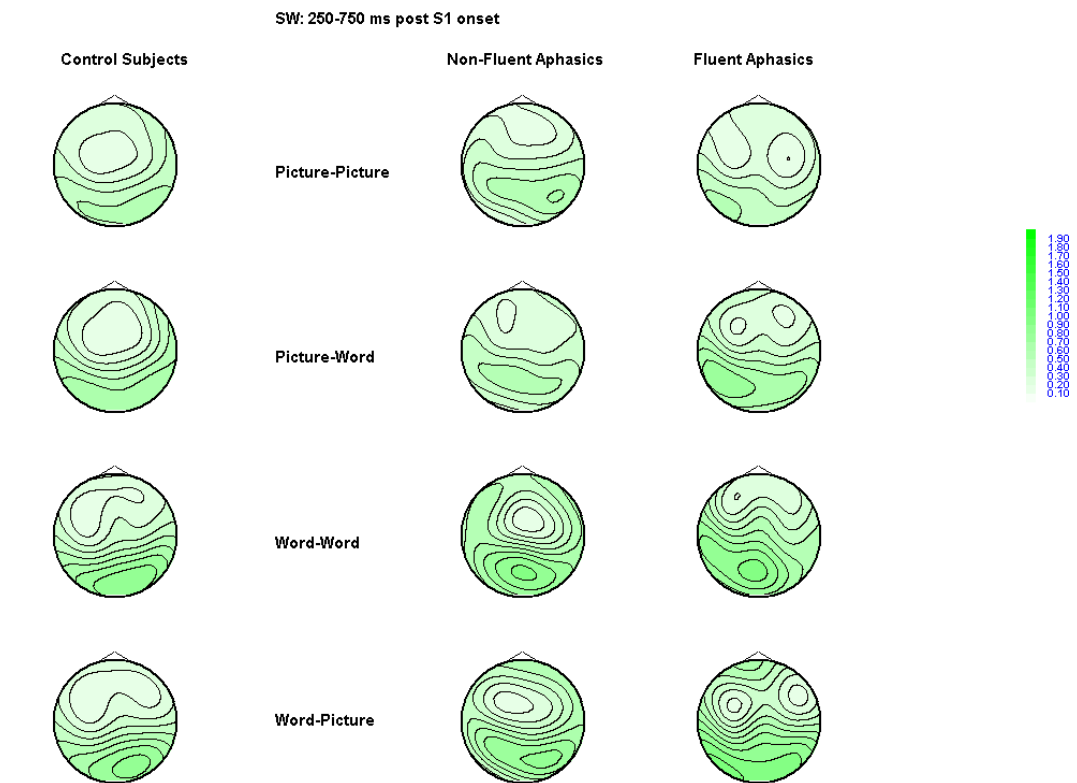 SW: 250-750 ms post S1 onset
Control Subjects
Non-Fluent Aphasics
Fluent Aphasics
Picture-Picture
Picture-Word
Word-Word
Word-Picture
1.90
1.80
1.70
1.60
1.50
1.40
1.30
1.20
1.10
1.00
0.90
0.80
0.70
0.60
0.50
0.40
0.30
0.20
0.10